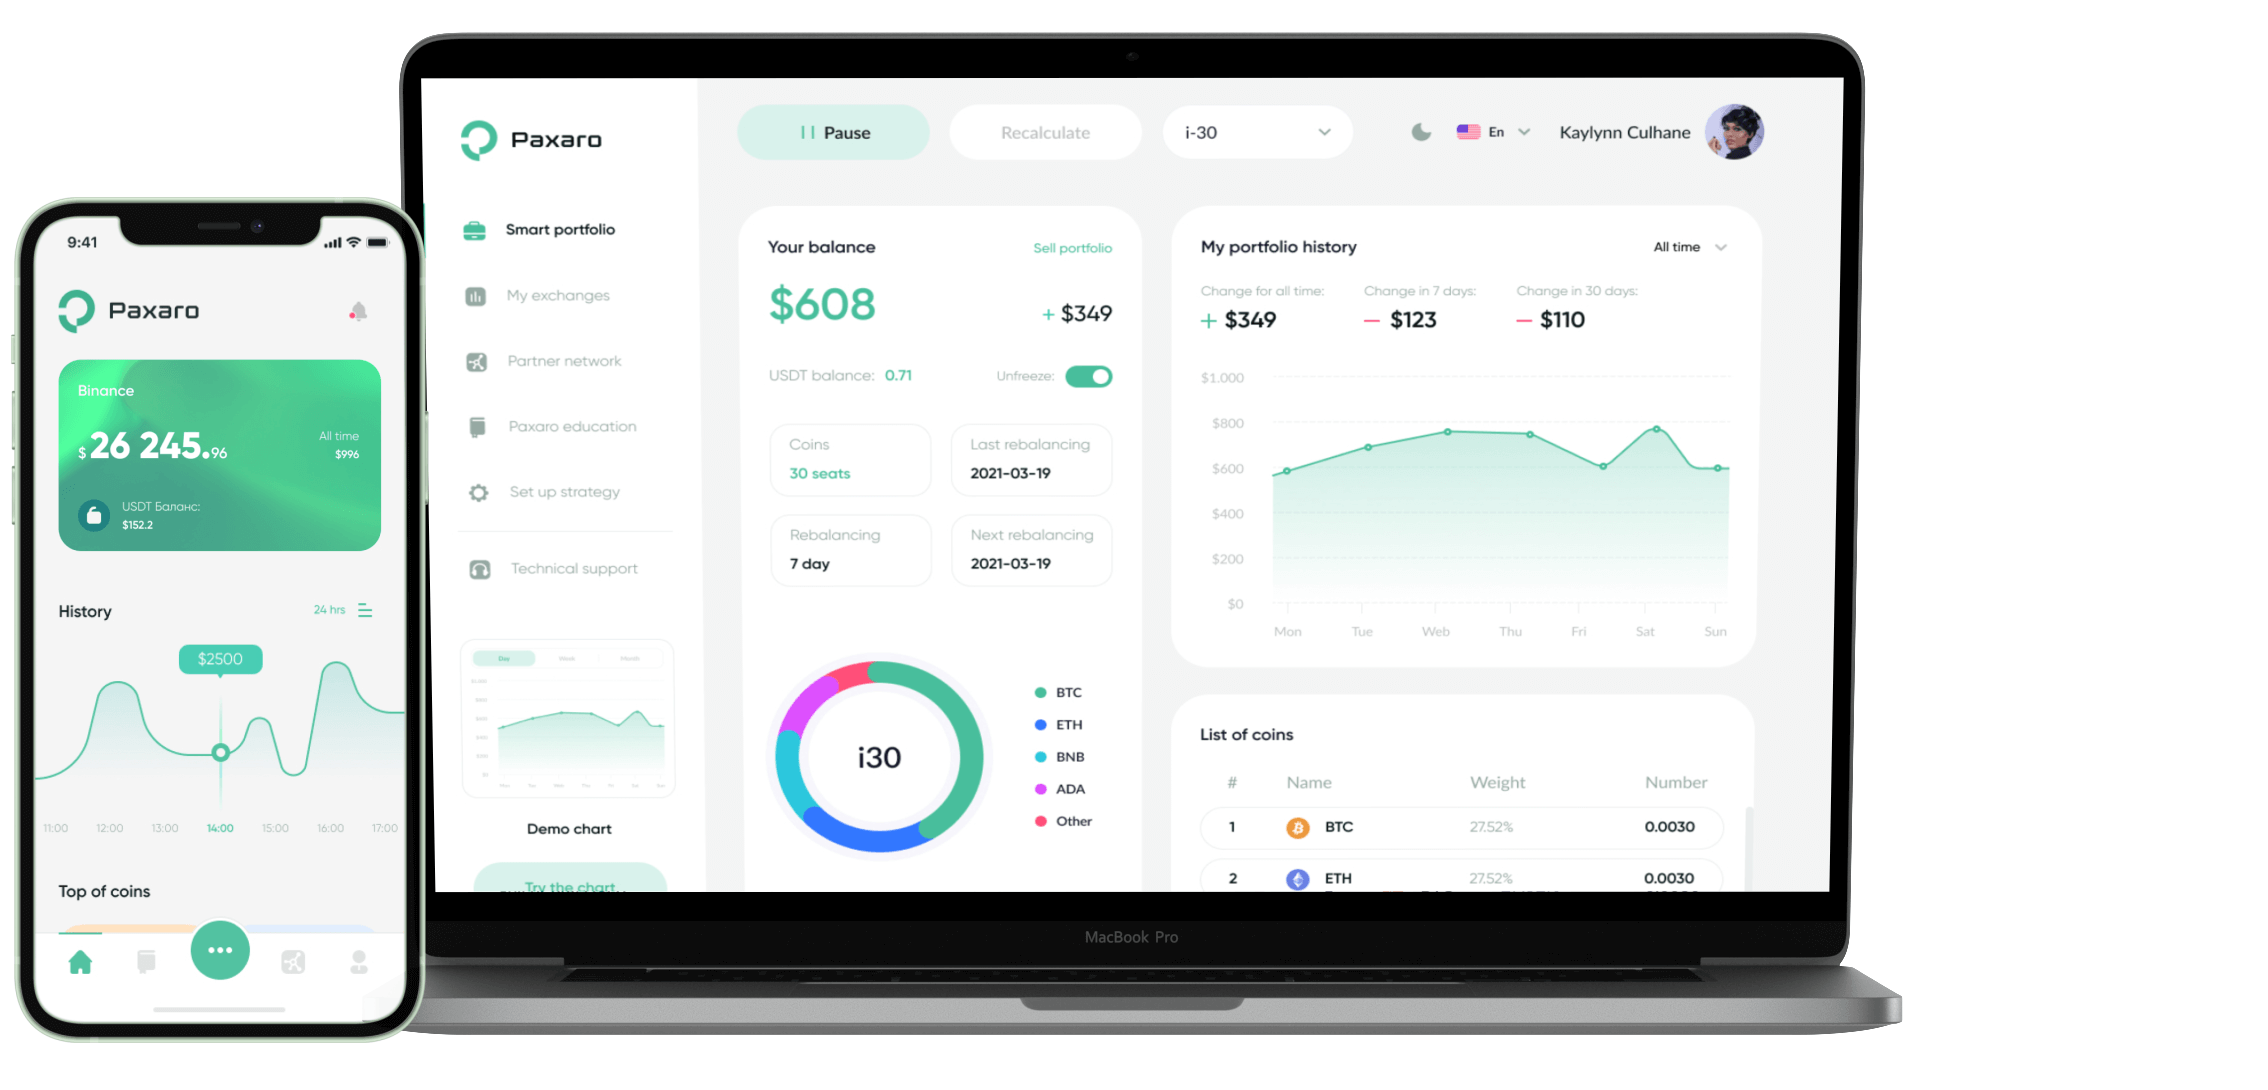 9:41
Paxaro
Binance
$ 26 245.96
All time
$996
USDT Баланс:
$152.2
History
24 hrs
$2500
11:00 12:00 13:00 14:00 15:00 16:00 17:00
Top of coins
Paxaro
Smart portfolio
My exchanges
Partner network
Paxaro education
Set up strategy
Technical support
Day Week Month
Demo chart
Try the chart
Pause
Recalculate
i-30
En
Kaylynn Culhane
Your balance
Sell portfolio
$608
+ $349
USDT balance: 0.71
Unfreeze:
Coins
30 seats
Last rebalancing
2021-03-19
Rebalancing
7 day
Next rebalancing
2021-03-19
i30
BTC
ETH
BNB
ADA
Other
My portfolio history
All time
Change for all time:
+ $349
Change in 7 days:
— $123
Change in 30 days:
— $110
$1.000
$800
$600
$400
$200
$0
Mon Tue Web Thu Fri Sat Sun
List of coins
# Name Weight Number
1 BTC 27.52% 0.0030
2 ETH 27.52% 0.0030
MacBook Pro